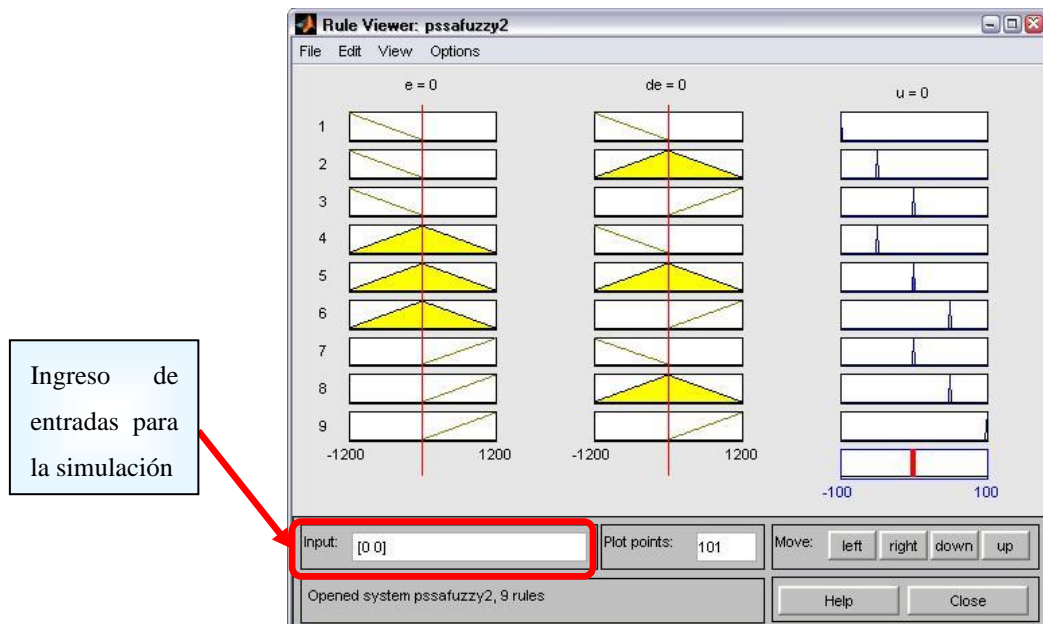 Rule Viewer: pssafuzzy2
File Edit View Options
e = 0
de = 0
u = 0
1
2
3
4
5
6
7
8
9
-1200 1200
-1200 1200
-100 100
Ingreso de
entradas para
la simulación
Input: [0 0]
Plot points: 101
Move: left right down up
Opened system pssafuzzy2, 9 rules
Help Close